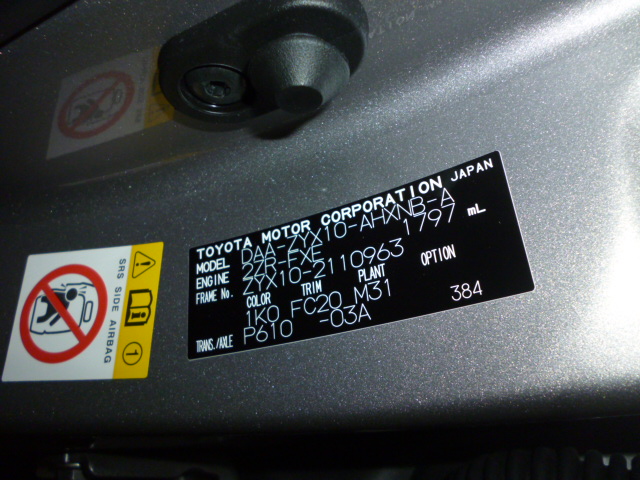 TOYOTA MOTOR CORPORATION JAPAN
MODEL DAA-ZYX10-AHXNB-A
ENGINE 2ZR-FXE 1797 mL
FRAME No. ZYX10-2110963
COLOR TRIM PLANT OPTION
1K0 FC20 M31
TRANS./AXLE P610 -03A 384
SRS SIDE AIRBAG
1